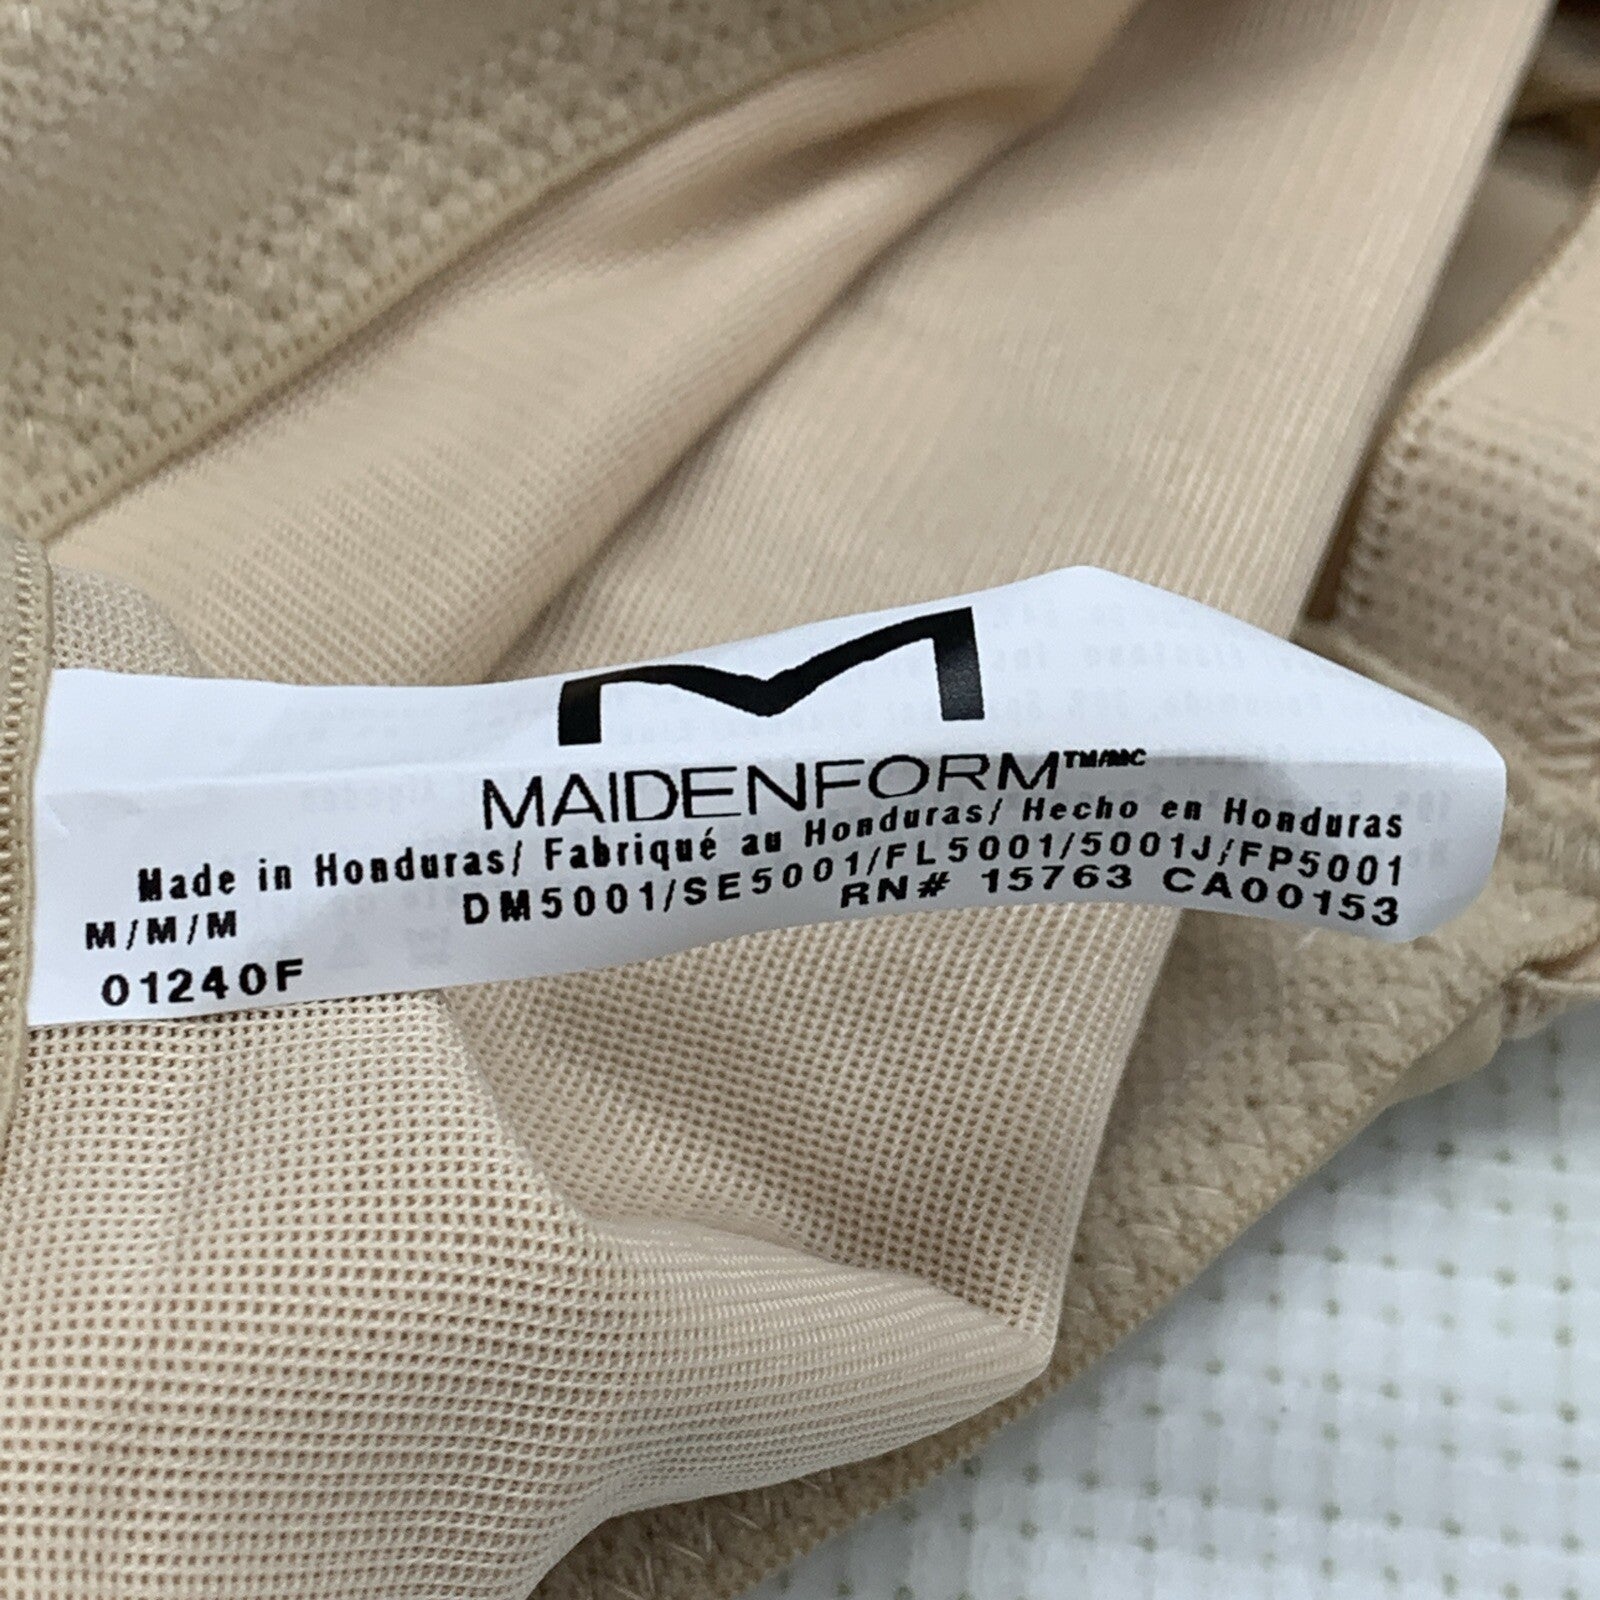 M
MAIDENFORM™/MC
Made in Honduras/ Fabriqué au Honduras/ Hecho en Honduras
M/M/M DM5001/SE5001/FL5001/5001J/FP5001
01240F RN# 15763 CA00153